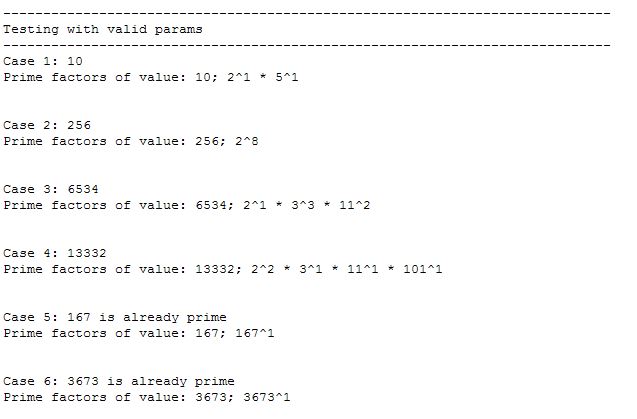 --------------------------------------------------------------------------------
Testing with valid params
--------------------------------------------------------------------------------
Case 1: 10
Prime factors of value: 10; 2^1 * 5^1
Case 2: 256
Prime factors of value: 256; 2^8
Case 3: 6534
Prime factors of value: 6534; 2^1 * 3^3 * 11^2
Case 4: 13332
Prime factors of value: 13332; 2^2 * 3^1 * 11^1 * 101^1
Case 5: 167 is already prime
Prime factors of value: 167; 167^1
Case 6: 3673 is already prime
Prime factors of value: 3673; 3673^1